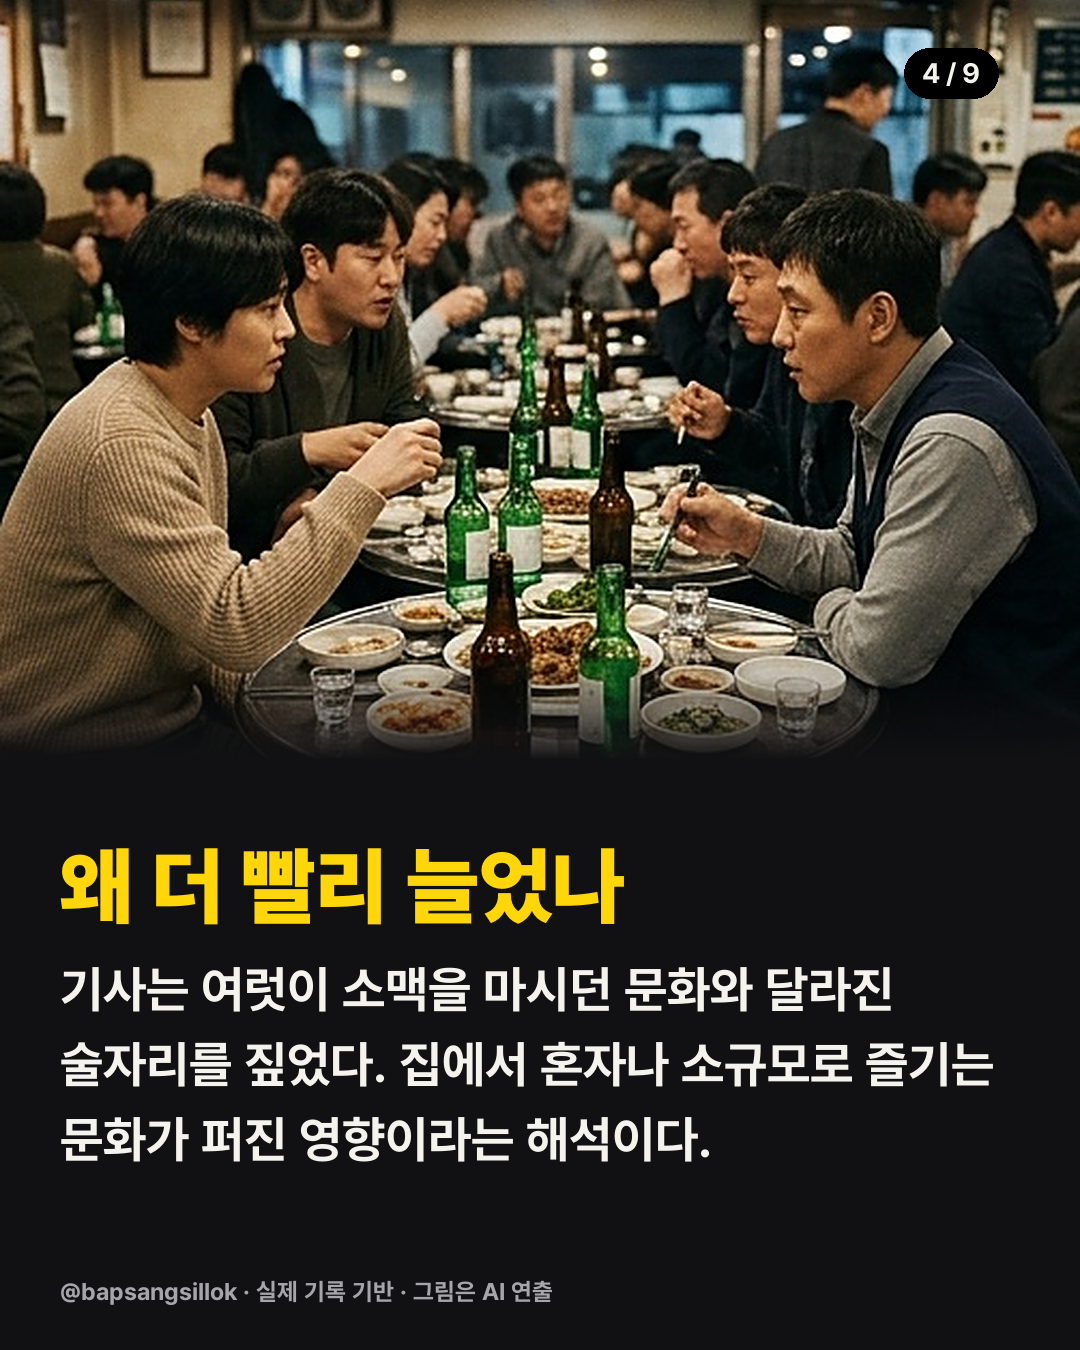 4 / 9
왜 더 빨리 늘었나
기사는 여럿이 소맥을 마시던 문화와 달라진
술자리를 짚었다. 집에서 혼자나 소규모로 즐기는
문화가 퍼진 영향이라는 해석이다.
@bapsangsillok · 실제 기록 기반 · 그림은 AI 연출